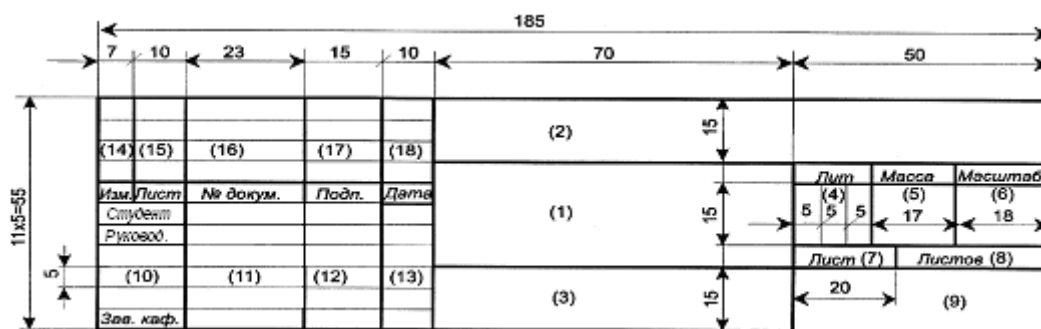 185
7 10 23 15 10 70 50
(2) 15
(14) (15) (16) (17) (18)
Лит Масса Масштаб
(4) (5) (6)
Изм. Лист № докум. Подп. Дата
11x5=55
Студент (1) 15 5 5 5 17 18
Руковод.
Лист (7) Листов (8)
5 (10) (11) (12) (13)
20
(3) 15 (9)
Зав. каф.